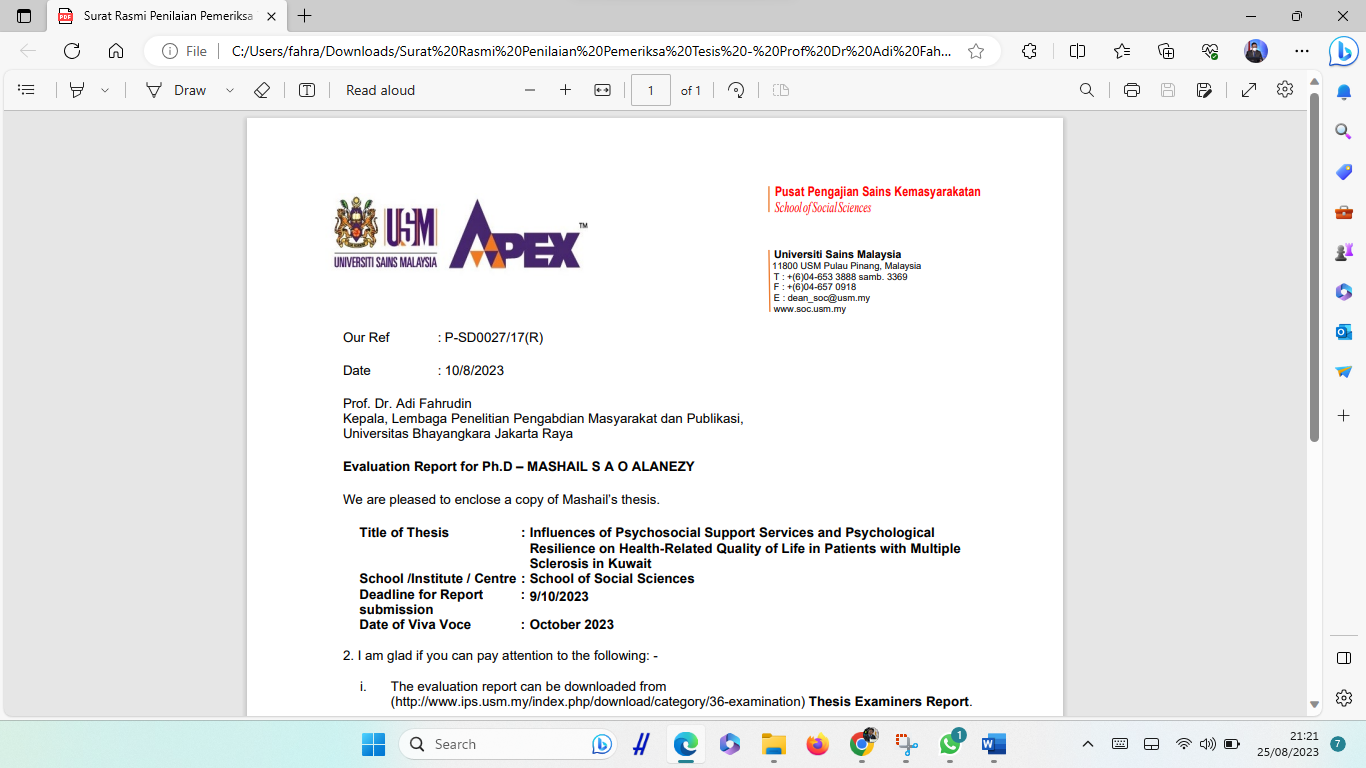 Surat Rasmi Penilaian Pemeriksa
File
C:/Users/fahra/Downloads/Surat%20Rasmi%20Penilaian%20Pemeriksa%20Tesis%20-%20Prof%20Dr%20Adi%20Fah...
Draw
Read aloud
1
of 1
USM
UNIVERSITI SAINS MALAYSIA
APEX™
Pusat Pengajian Sains Kemasyarakatan
School of Social Sciences
Universiti Sains Malaysia
11800 USM Pulau Pinang, Malaysia
T : +(6)04-653 3888 samb. 3369
F : +(6)04-657 0918
E : dean_soc@usm.my
www.soc.usm.my
Our Ref : P-SD0027/17(R)
Date : 10/8/2023
Prof. Dr. Adi Fahrudin
Kepala, Lembaga Penelitian Pengabdian Masyarakat dan Publikasi,
Universitas Bhayangkara Jakarta Raya
Evaluation Report for Ph.D – MASHAIL S A O ALANEZY
We are pleased to enclose a copy of Mashail's thesis.
Title of Thesis : Influences of Psychosocial Support Services and Psychological
Resilience on Health-Related Quality of Life in Patients with Multiple
Sclerosis in Kuwait
School /Institute / Centre : School of Social Sciences
Deadline for Report : 9/10/2023
submission
Date of Viva Voce : October 2023
2. I am glad if you can pay attention to the following: -
i. The evaluation report can be downloaded from
(http://www.ips.usm.my/index.php/download/category/36-examination) Thesis Examiners Report.
Search
1
21:21
25/08/2023
7